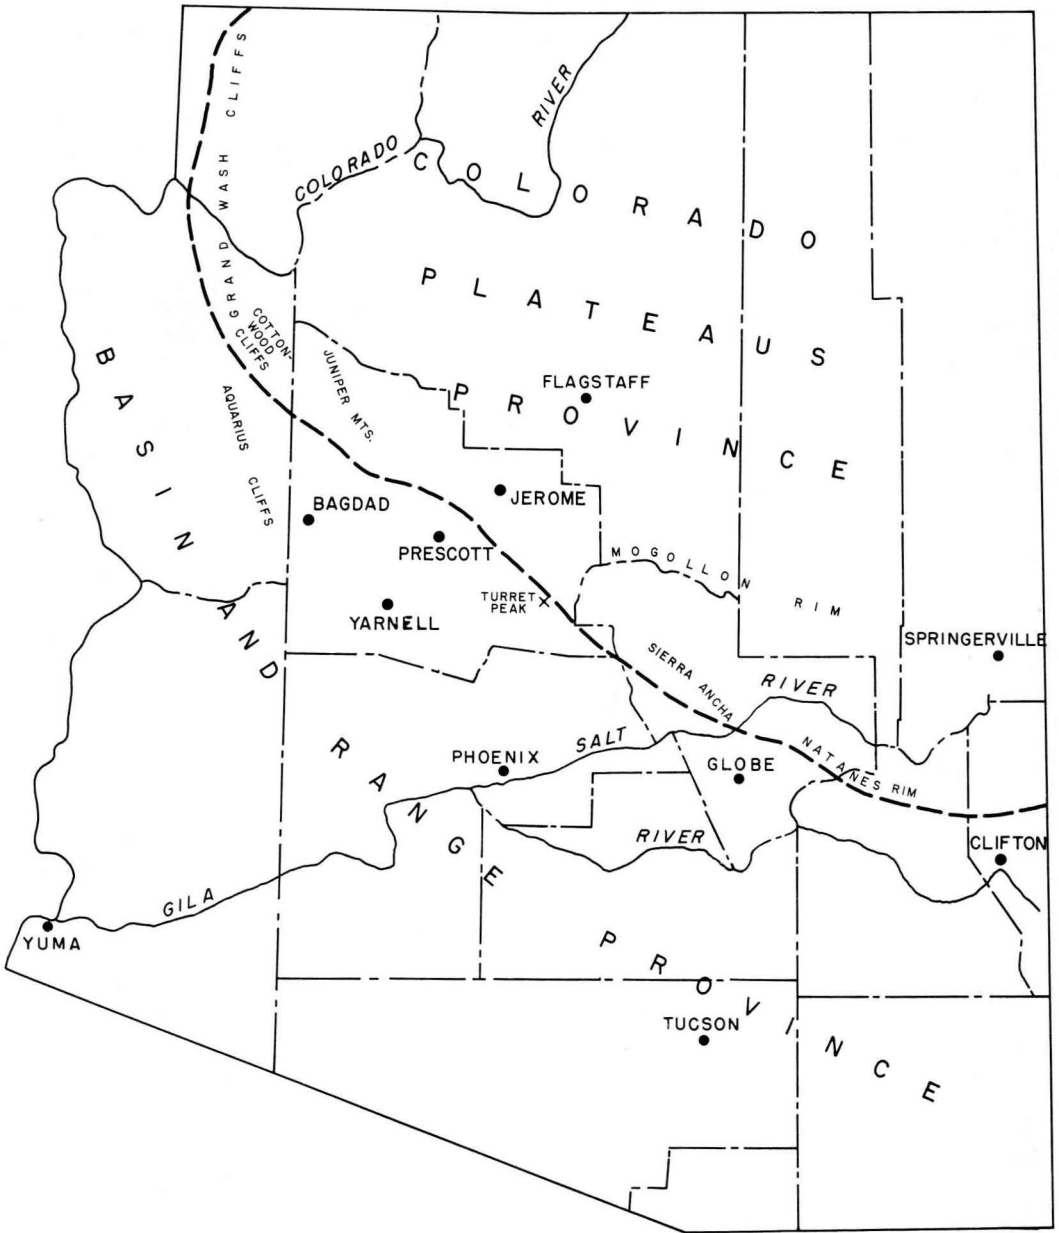 GRAND WASH CLIFFS
COLORADO
RIVER
COLORADO
PLATEAUS
PROVINCE
COTTON-
WOOD
CLIFFS
JUNIPER MTS.
AQUARIUS
CLIFFS
FLAGSTAFF
BAGDAD
JEROME
PRESCOTT
TURRET
PEAK
YARNELL
MOGOLLON
RIM
SPRINGERVILLE
SIERRA ANCHA
BASIN
AND
RANGE
PROVINCE
SALT
RIVER
PHOENIX
GLOBE
NATANES RIM
CLIFTON
GILA
RIVER
YUMA
TUCSON